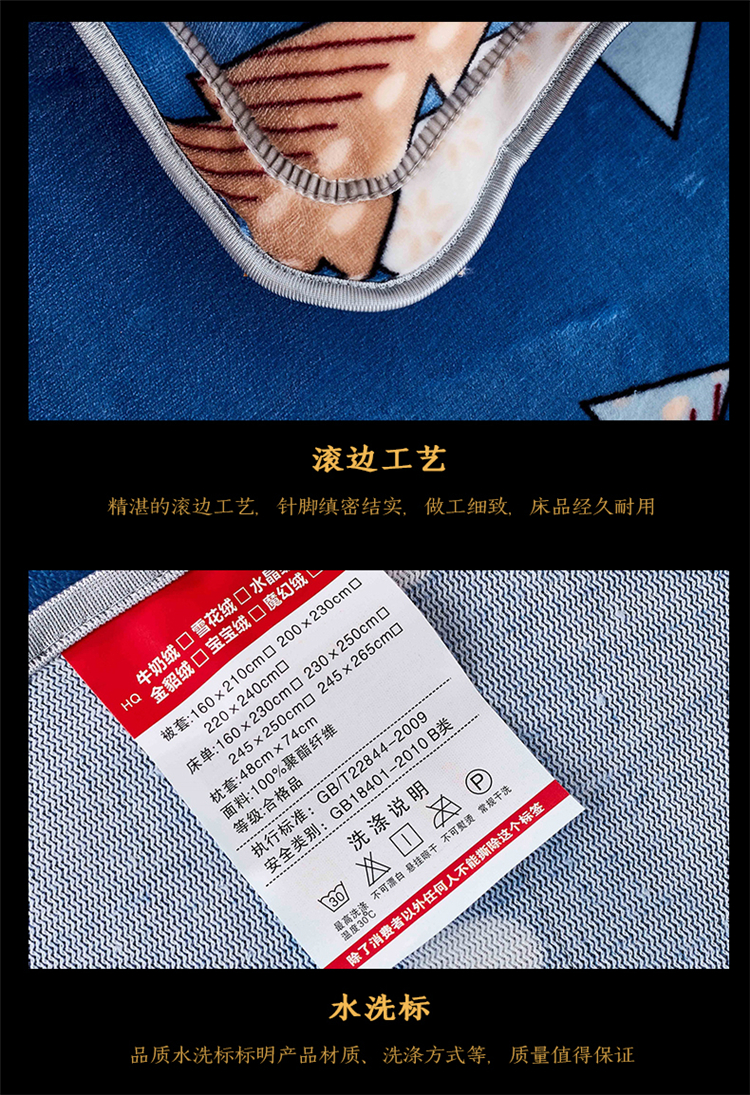 滚边工艺
精湛的滚边工艺，针脚缜密结实，做工细致，床品经久耐用
牛奶绒□雪花绒□水晶绒
HQ 金貂绒□宝宝绒□魔幻绒□
被套:160×210cm□ 200×230cm□
220×240cm□
床单:160×230cm□ 230×250cm□
245×250cm□ 245×265cm□
枕套:48cm×74cm
面料:100%聚酯纤维
等级:合格品
执行标准: GB/T22844-2009
安全类别: GB18401-2010 B类
洗涤说明
30 P
最高洗涤温度30℃ 不可漂白 悬挂晾干 不可熨烫 常规干洗
除了消费者以外任何人不能撕除这个标签
水洗标
品质水洗标标明产品材质、洗涤方式等，质量值得保证